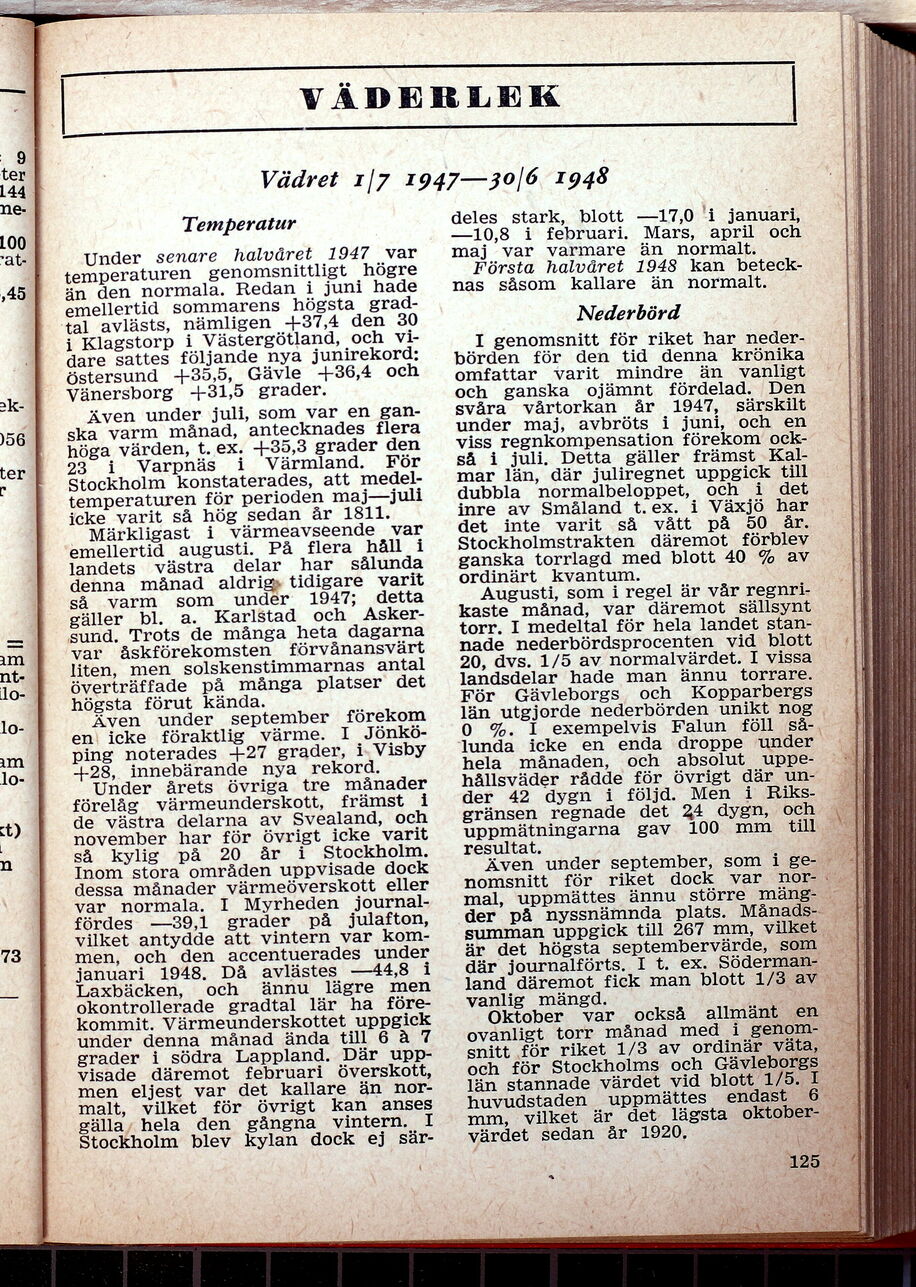 VÄDERLEK
Vädret 1/7 1947—30/6 1948
Temperatur
Under senare halvåret 1947 var
temperaturen genomsnittligt högre
än den normala. Redan i juni hade
emellertid sommarens högsta grad-
tal avlästs, nämligen +37,4 den 30
i Klagstorp i Västergötland, och vi-
dare sattes följande nya junirekord:
Östersund +35,5, Gävle +36,4 och
Vänersborg +31,5 grader.
Även under juli, som var en gan-
ska varm månad, antecknades flera
höga värden, t. ex. +35,3 grader den
23 i Varpnäs i Värmland. För
Stockholm konstaterades, att medel-
temperaturen för perioden maj—juli
icke varit så hög sedan år 1811.
Märkligast i värmeavseende var
emellertid augusti. På flera håll i
landets västra delar har sålunda
denna månad aldrig tidigare varit
så varm som under 1947; detta
gäller bl. a. Karlstad och Asker-
sund. Trots de många heta dagarna
var åskförekomsten förvånansvärt
liten, men solskenstimmarnas antal
överträffade på många platser det
högsta förut kända.
Även under september förekom
en icke föraktlig värme. I Jönkö-
ping noterades +27 grader, i Visby
+28, innebärande nya rekord.
Under årets övriga tre månader
förelåg värmeunderskott, främst i
de västra delarna av Svealand, och
november har för övrigt icke varit
så kylig på 20 år i Stockholm.
Inom stora områden uppvisade dock
dessa månader värmeöverskott eller
var normala. I Myrheden journal-
fördes —39,1 grader på julafton,
vilket antydde att vintern var kom-
men, och den accentuerades under
januari 1948. Då avlästes —44,8 i
Laxbäcken, och ännu lägre men
okontrollerade gradtal lär ha före-
kommit. Värmeunderskottet uppgick
under denna månad ända till 6 à 7
grader i södra Lappland. Där upp-
visade däremot februari överskott,
men eljest var det kallare än nor-
malt, vilket för övrigt kan anses
gälla hela den gångna vintern. I
Stockholm blev kylan dock ej sär-
deles stark, blott —17,0 i januari,
—10,8 i februari. Mars, april och
maj var varmare än normalt.
Första halvåret 1948 kan beteck-
nas såsom kallare än normalt.
Nederbörd
I genomsnitt för riket har neder-
börden för den tid denna krönika
omfattar varit mindre än vanligt
och ganska ojämnt fördelad. Den
svåra vårtorkan år 1947, särskilt
under maj, avbröts i juni, och en
viss regnkompensation förekom ock-
så i juli. Detta gäller främst Kal-
mar län, där juliregnet uppgick till
dubbla normalbeloppet, och i det
inre av Småland t. ex. i Växjö har
det inte varit så vått på 50 år.
Stockholmstrakten däremot förblev
ganska torrlagd med blott 40 % av
ordinärt kvantum.
Augusti, som i regel är vår regnri-
kaste månad, var däremot sällsynt
torr. I medeltal för hela landet stan-
nade nederbördsprocenten vid blott
20, dvs. 1/5 av normalvärdet. I vissa
landsdelar hade man ännu torrare.
För Gävleborgs och Kopparbergs
län utgjorde nederbörden unikt nog
0 %. I exempelvis Falun föll så-
lunda icke en enda droppe under
hela månaden, och absolut uppe-
hållsväder rådde för övrigt där un-
der 42 dygn i följd. Men i Riks-
gränsen regnade det 24 dygn, och
uppmätningarna gav 100 mm till
resultat.
Även under september, som i ge-
nomsnitt för riket dock var nor-
mal, uppmättes ännu större mäng-
der på nyssnämnda plats. Månads-
summan uppgick till 267 mm, vilket
är det högsta septembervärde, som
där journalförts. I t. ex. Söderman-
land däremot fick man blott 1/3 av
vanlig mängd.
Oktober var också allmänt en
ovanligt torr månad med i genom-
snitt för riket 1/3 av ordinär väta,
och för Stockholms och Gävleborgs
län stannade värdet vid blott 1/5. I
huvudstaden uppmättes endast 6
mm, vilket är det lägsta oktober-
värdet sedan år 1920.
125